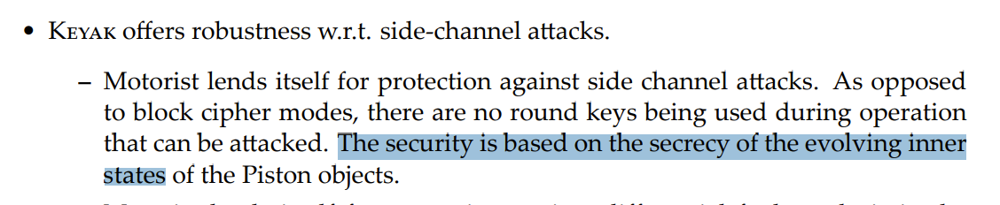 • KEYAK offers robustness w.r.t. side-channel attacks.
– Motorist lends itself for protection against side channel attacks. As opposed
to block cipher modes, there are no round keys being used during operation
that can be attacked. The security is based on the secrecy of the evolving inner
states of the Piston objects.